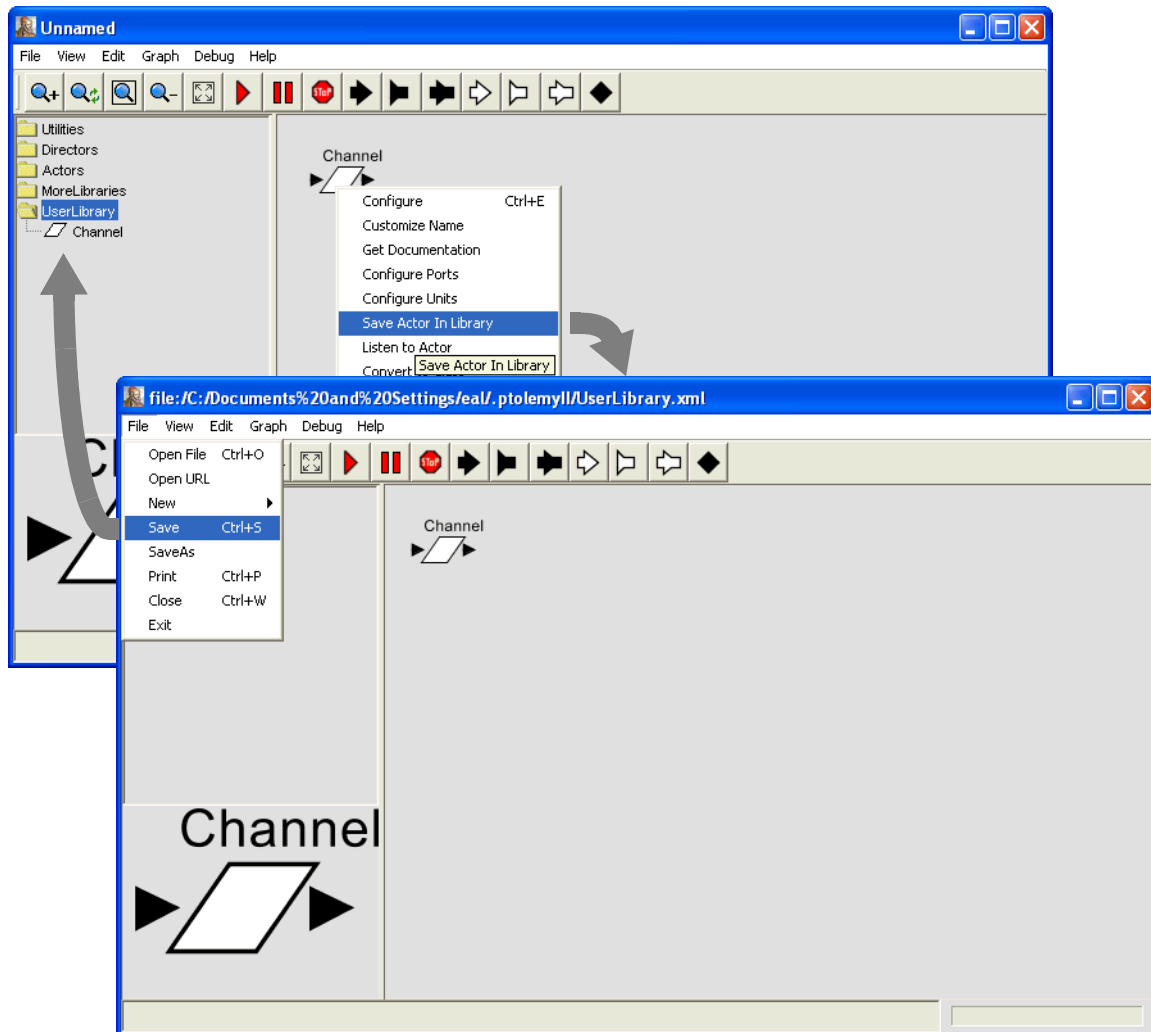 Unnamed
File View Edit Graph Debug Help
STOP
Utilities
Directors
Actors
MoreLibraries
UserLibrary
Channel
Channel
Configure Ctrl+E
Customize Name
Get Documentation
Configure Ports
Configure Units
Save Actor In Library
Listen to Actor
Save Actor In Library
Convert
file:/C:/Documents%20and%20Settings/eal/.ptolemyII/UserLibrary.xml
File View Edit Graph Debug Help
STOP
Open File Ctrl+O
Open URL
New
Save Ctrl+S
SaveAs
Print Ctrl+P
Close Ctrl+W
Exit
Channel
Channel